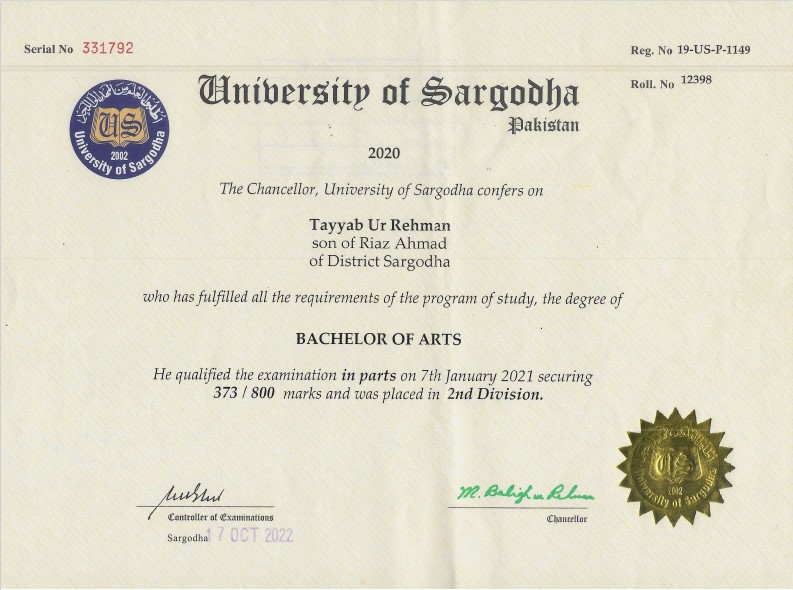 Serial No 331792
Reg. No 19-US-P-1149
Roll. No 12398
University of Sargodha
Pakistan
US
2002
University of Sargodha
2020
The Chancellor, University of Sargodha confers on
Tayyab Ur Rehman
son of Riaz Ahmad
of District Sargodha
who has fulfilled all the requirements of the program of study, the degree of
BACHELOR OF ARTS
He qualified the examination in parts on 7th January 2021 securing
373 / 800 marks and was placed in 2nd Division.
US
2002
University of Sargodha
Controller of Examinations
Chancellor
Sargodha 17 OCT 2022